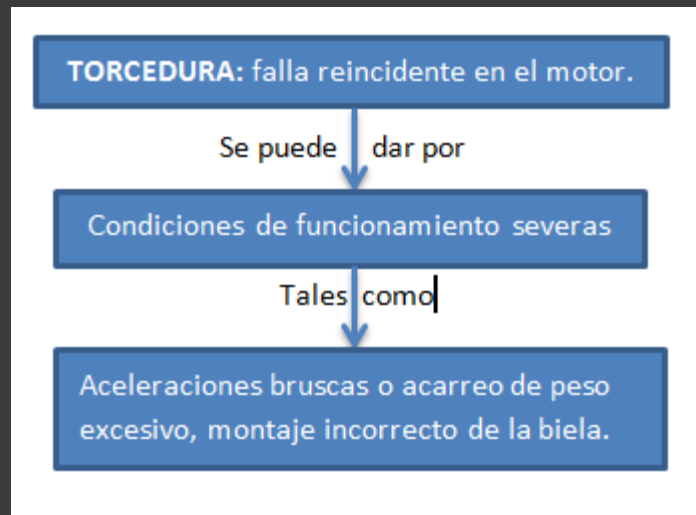 TORCEDURA: falla reincidente en el motor.
Se puede dar por
Condiciones de funcionamiento severas
Tales como
Aceleraciones bruscas o acarreo de peso
excesivo, montaje incorrecto de la biela.